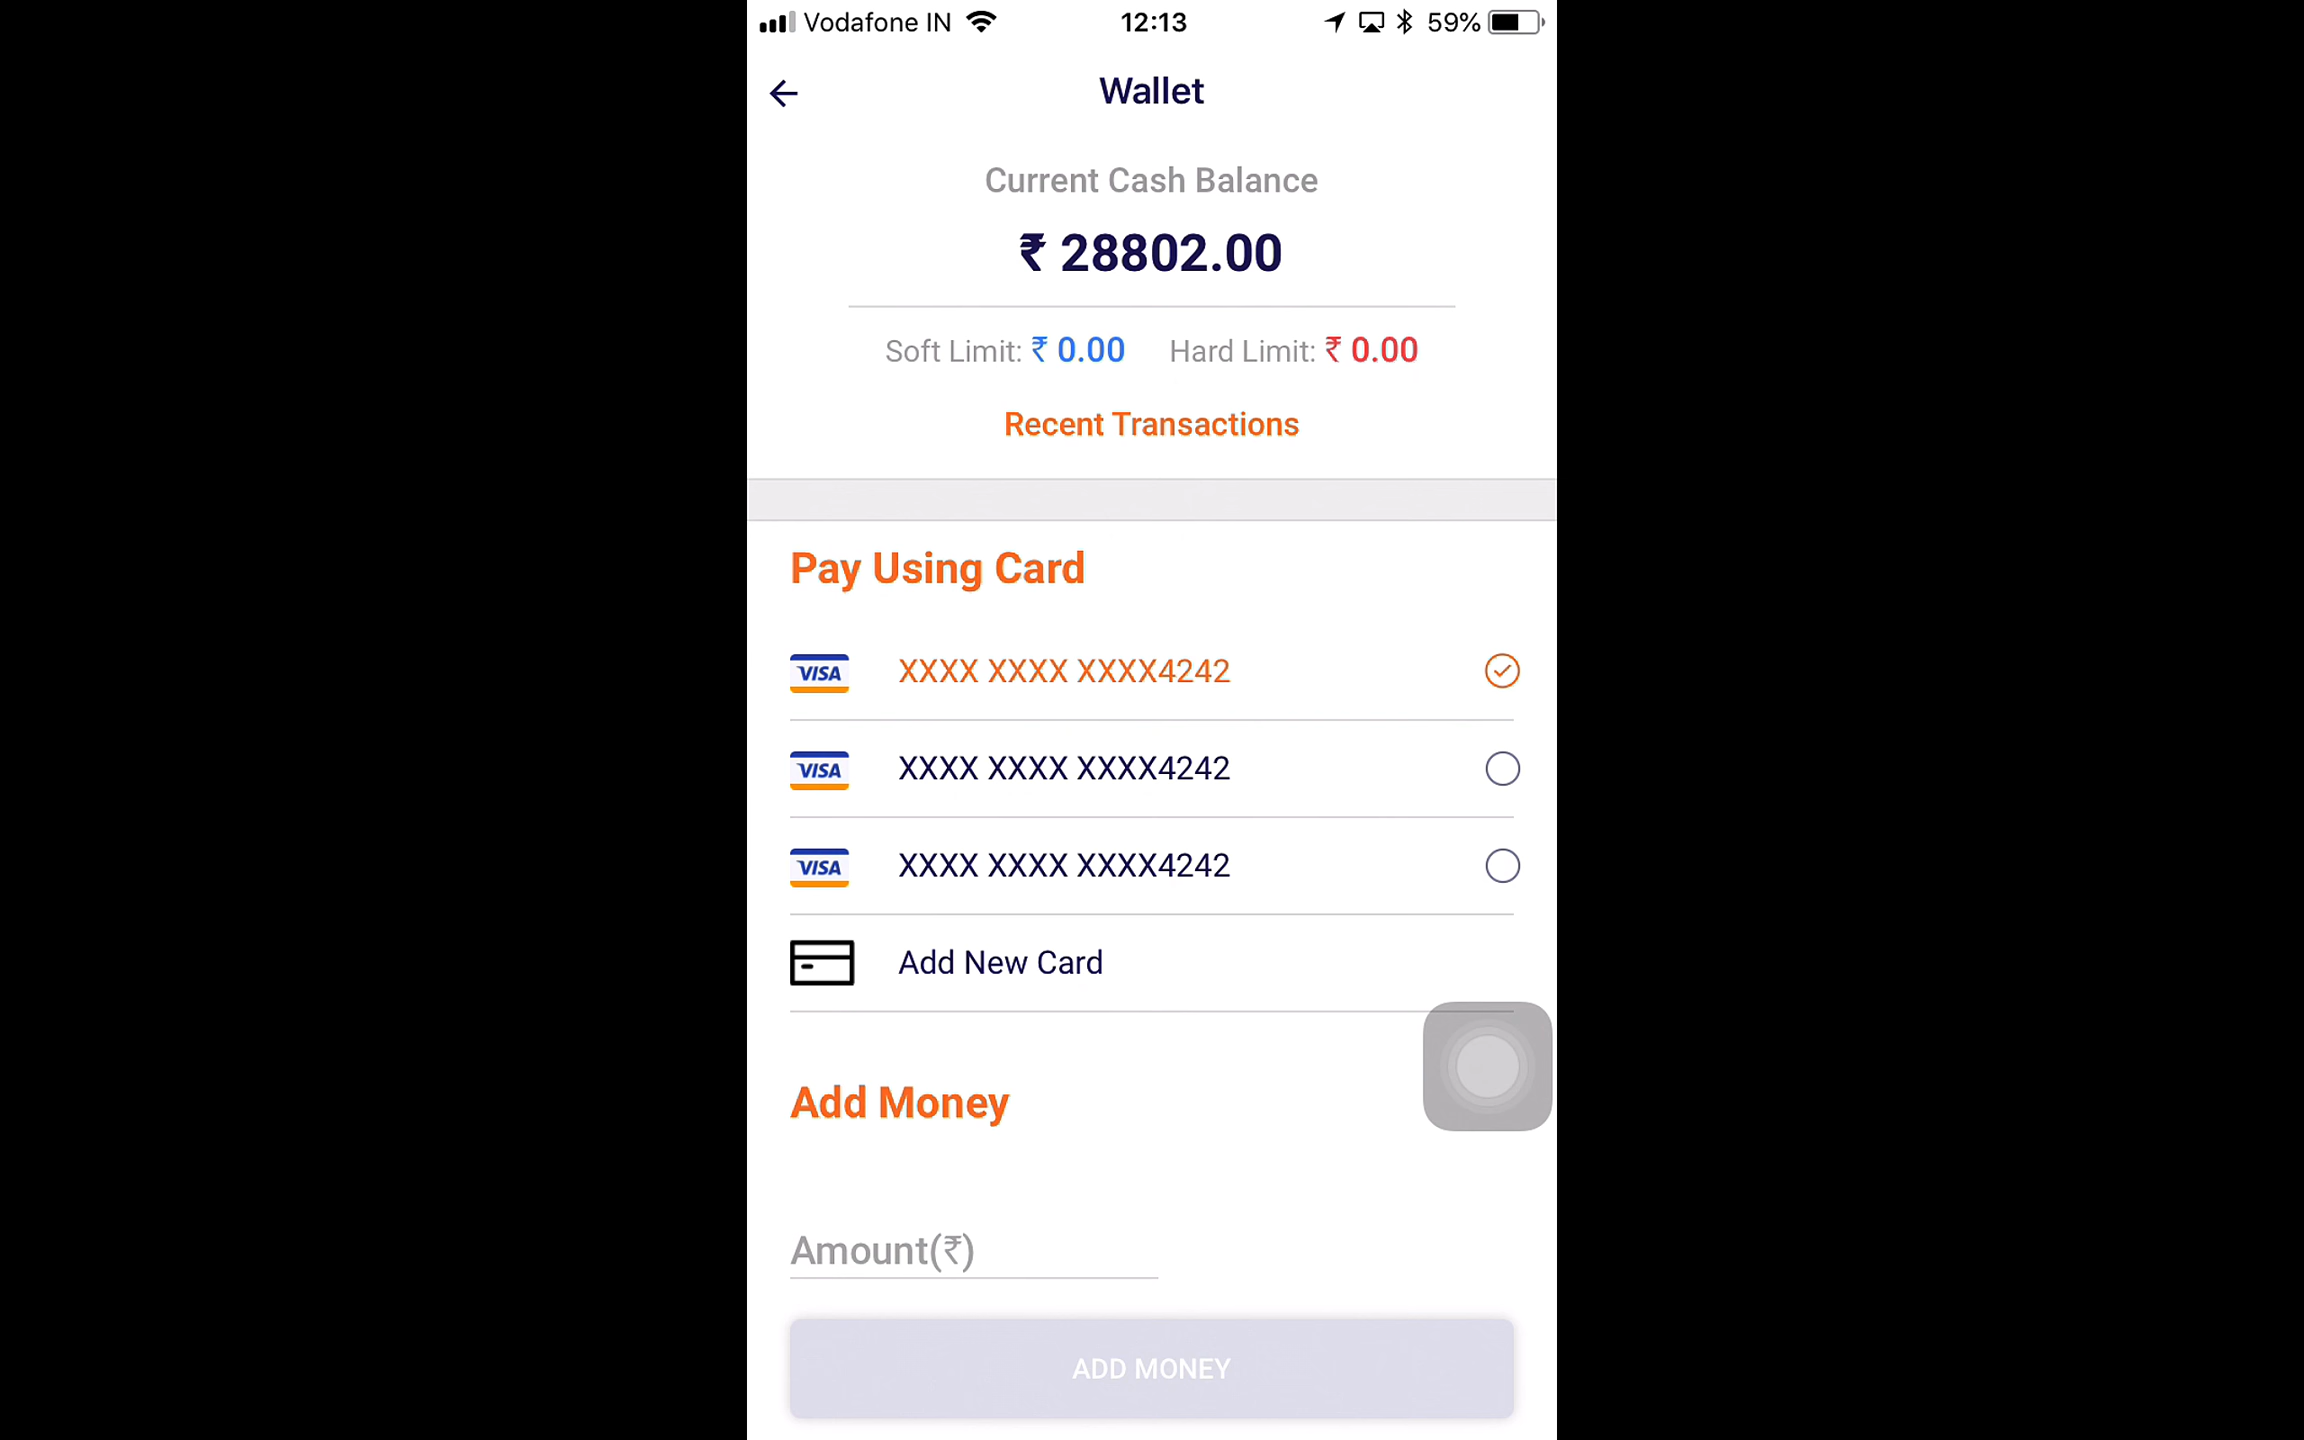 Vodafone IN 12:13 59%
Wallet
Current Cash Balance
₹ 28802.00
Soft Limit: ₹ 0.00 Hard Limit: ₹ 0.00
Recent Transactions
Pay Using Card
VISA XXXX XXXX XXXX4242
VISA XXXX XXXX XXXX4242
VISA XXXX XXXX XXXX4242
Add New Card
Add Money
Amount(₹)
ADD MONEY